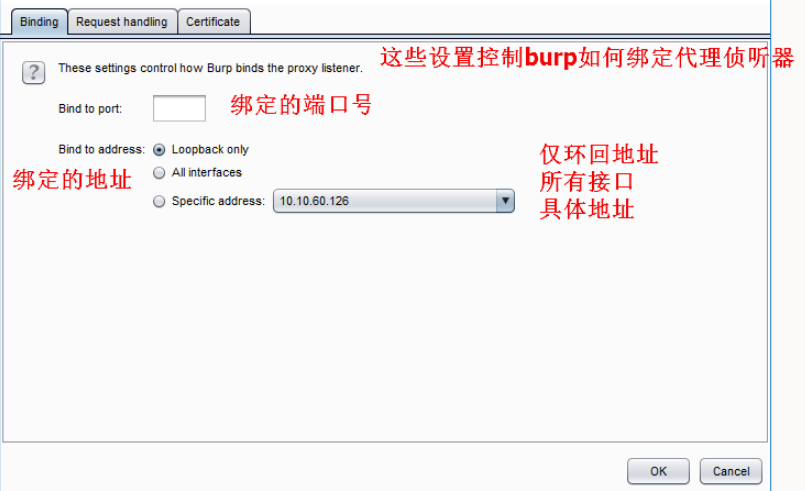 Binding Request handling Certificate
These settings control how Burp binds the proxy listener. 这些设置控制burp如何绑定代理侦听器
Bind to port: 绑定的端口号
Bind to address: Loopback only 仅环回地址
绑定的地址 All interfaces 所有接口
Specific address: 10.10.60.126 具体地址
OK Cancel